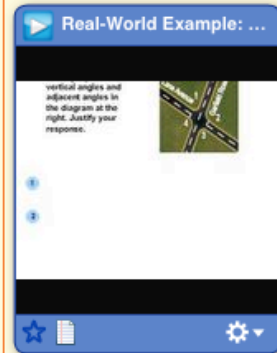 Real-World Example: ...
vertical angles and
adjacent angles in
the diagram at the
right. Justify your
response.
1
2
4
3
1
2